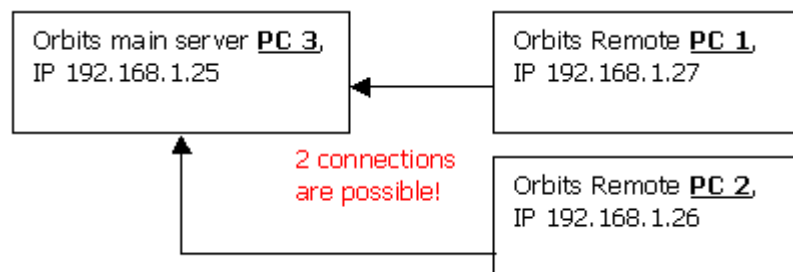 Orbits main server PC 3,
IP 192.168.1.25
Orbits Remote PC 1,
IP 192.168.1.27
2 connections
are possible!
Orbits Remote PC 2,
IP 192.168.1.26